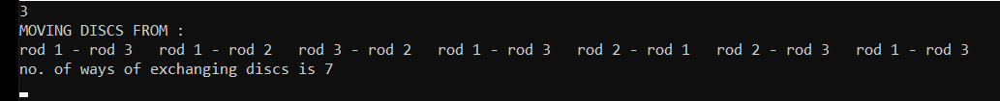 3
MOVING DISCS FROM :
rod 1 - rod 3   rod 1 - rod 2   rod 3 - rod 2   rod 1 - rod 3   rod 2 - rod 1   rod 2 - rod 3   rod 1 - rod 3
no. of ways of exchanging discs is 7